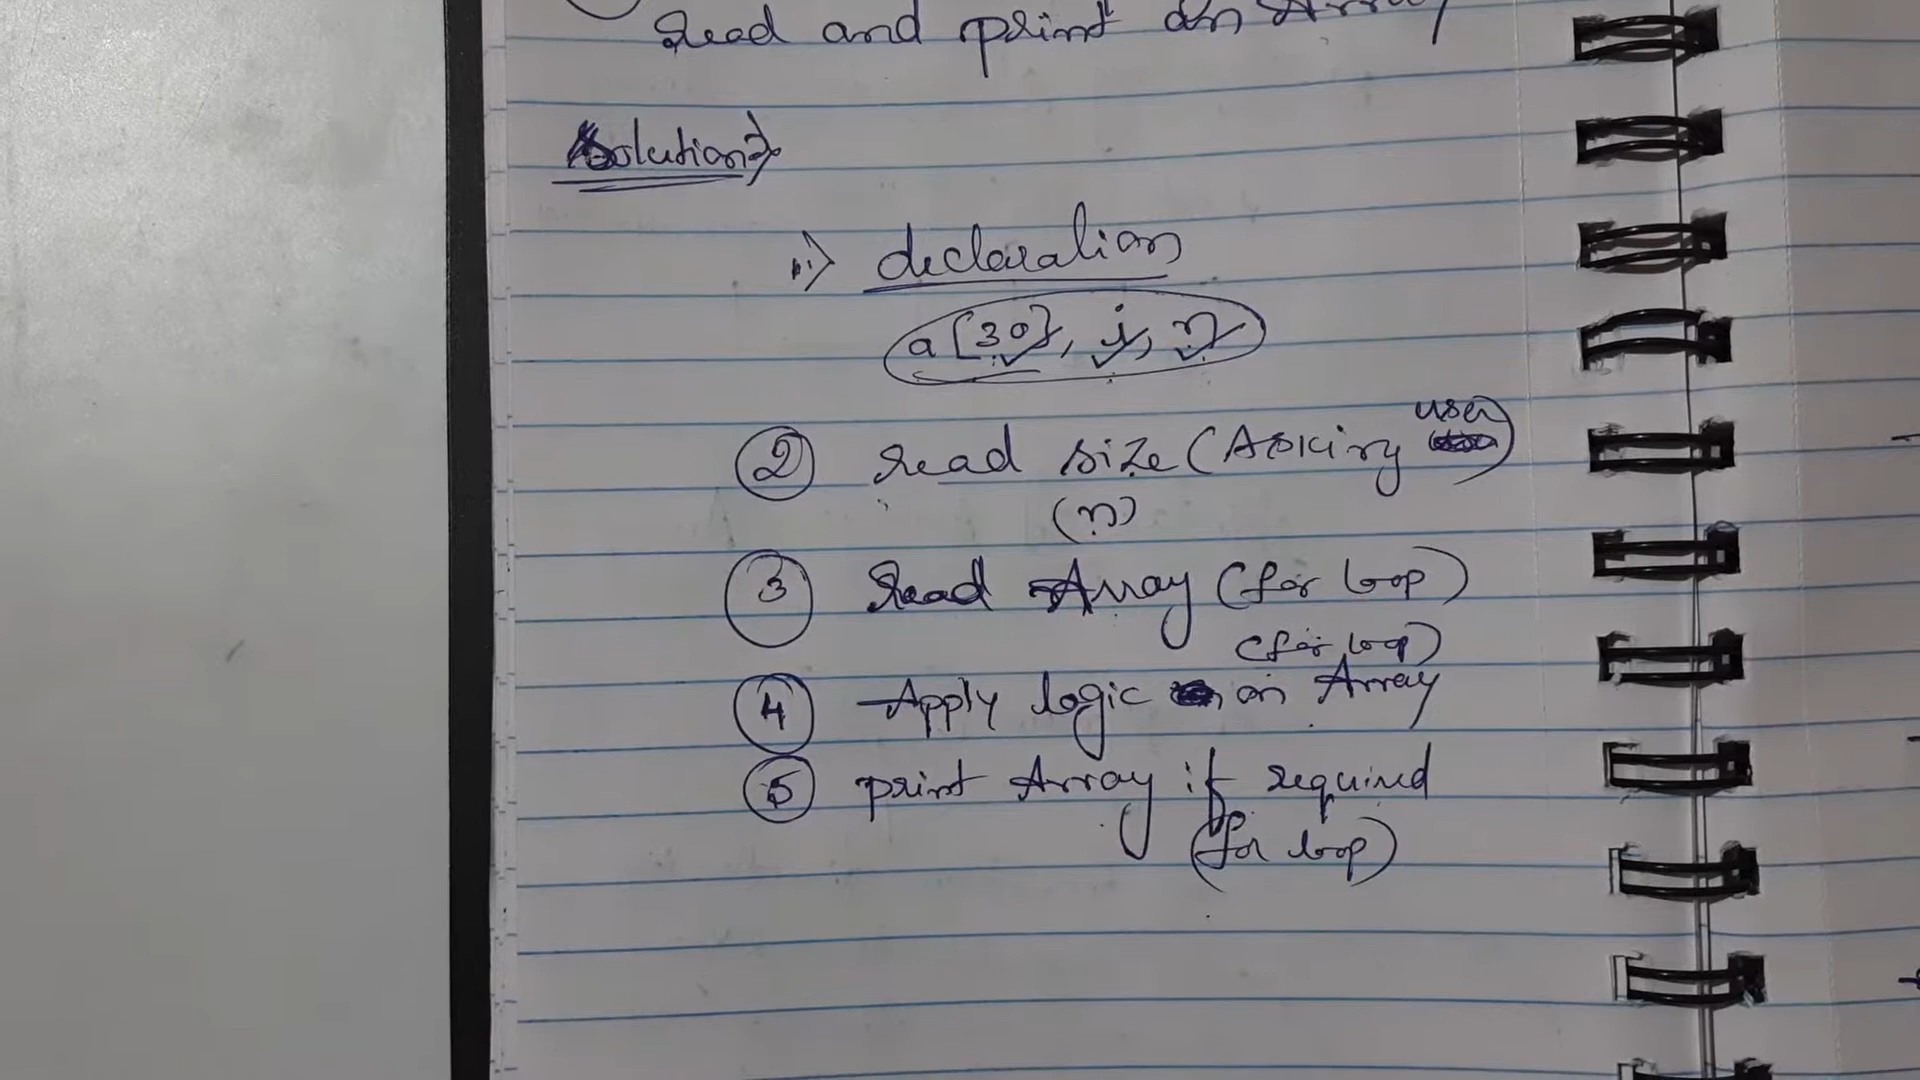 Read and print an Array
Solution⇒
1:⇒ declaration
a[30], i, n
② read size (Asking user)
(n)
③ Read Array (for loop)
(for loop)
④ Apply logic on Array
⑤ print Array if required
(for loop)